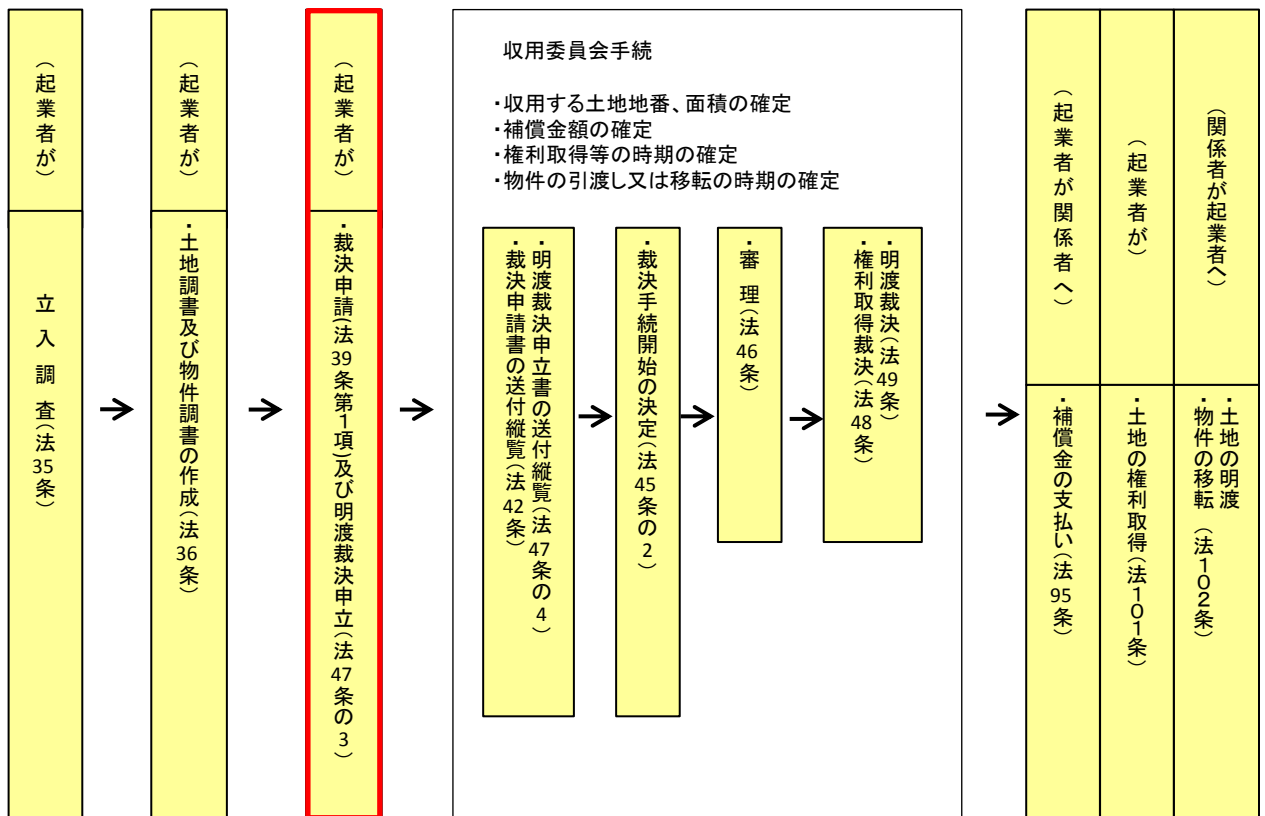 (起業者が)
立入調査(法35条)
(起業者が)
・土地調書及び物件調書の作成(法36条)
(起業者が)
・裁決申請(法39条第1項)及び明渡裁決申立(法47条の3)
収用委員会手続
・収用する土地地番、面積の確定
・補償金額の確定
・権利取得等の時期の確定
・物件の引渡し又は移転の時期の確定
・明渡裁決申立書の送付縦覧(法47条の4)
・裁決申請書の送付縦覧(法42条)
・裁決手続開始の決定(法45条の2)
・審理(法46条)
・明渡裁決(法49条)
・権利取得裁決(法48条)
(起業者が関係者へ)
・補償金の支払い(法95条)
(起業者が)
・土地の権利取得(法101条)
(関係者が起業者へ)
・土地の明渡
・物件の移転(法102条)